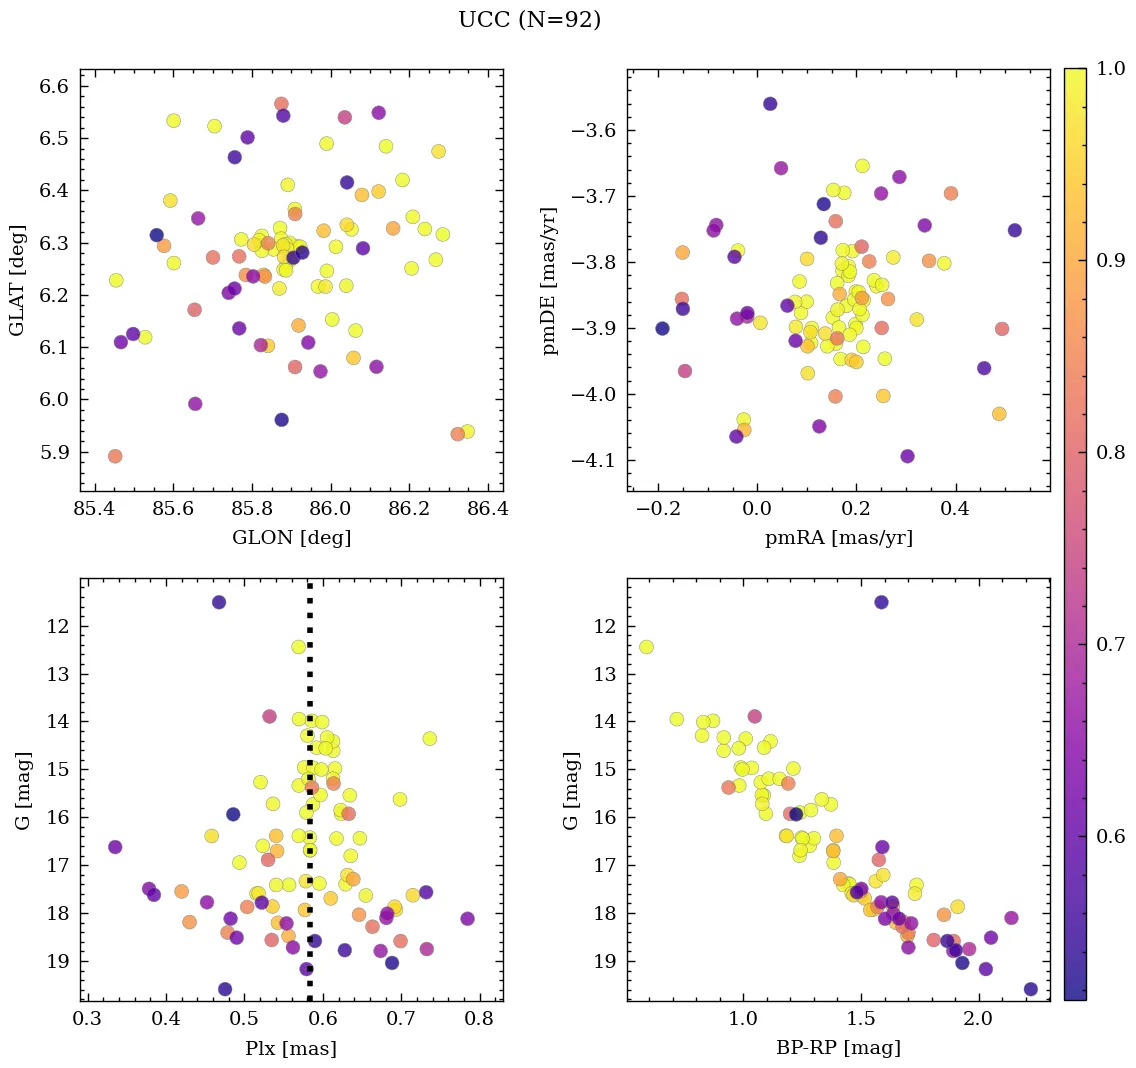 UCC (N=92)
6.6
6.5
6.4
6.3
6.2
6.1
6.0
5.9
GLAT [deg]
85.4 85.6 85.8 86.0 86.2 86.4
GLON [deg]
−3.6
−3.7
−3.8
−3.9
−4.0
−4.1
pmDE [mas/yr]
−0.2 0.0 0.2 0.4
pmRA [mas/yr]
1.0
0.9
0.8
0.7
0.6
12
13
14
15
16
17
18
19
G [mag]
0.3 0.4 0.5 0.6 0.7 0.8
Plx [mas]
12
13
14
15
16
17
18
19
G [mag]
1.0 1.5 2.0
BP-RP [mag]